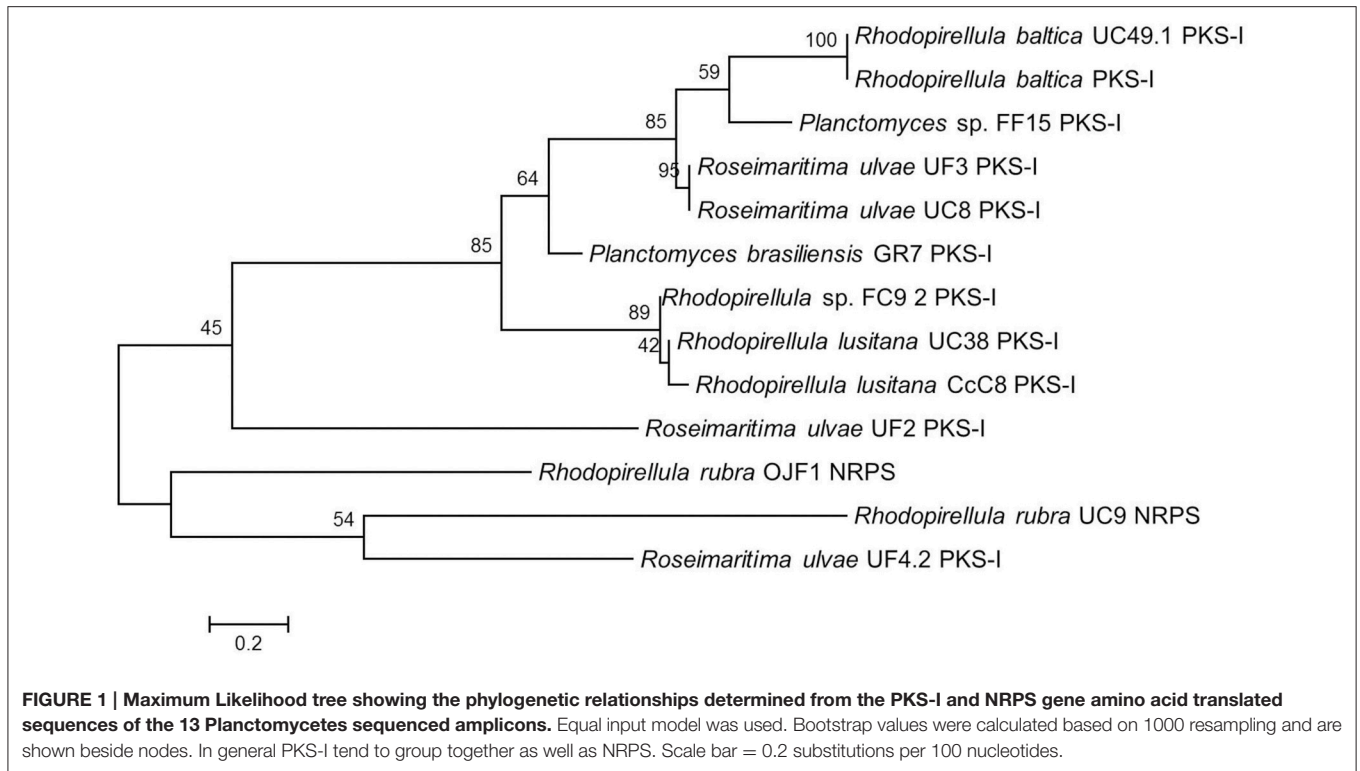 100
Rhodopirellula baltica UC49.1 PKS-I
59
Rhodopirellula baltica PKS-I
85
Planctomyces sp. FF15 PKS-I
95
Roseimaritima ulvae UF3 PKS-I
64
Roseimaritima ulvae UC8 PKS-I
85
Planctomyces brasiliensis GR7 PKS-I
89
Rhodopirellula sp. FC9 2 PKS-I
45
42
Rhodopirellula lusitana UC38 PKS-I
Rhodopirellula lusitana CcC8 PKS-I
Roseimaritima ulvae UF2 PKS-I
Rhodopirellula rubra OJF1 NRPS
54
Rhodopirellula rubra UC9 NRPS
Roseimaritima ulvae UF4.2 PKS-I
0.2
FIGURE 1 | Maximum Likelihood tree showing the phylogenetic relationships determined from the PKS-I and NRPS gene amino acid translated
sequences of the 13 Planctomycetes sequenced amplicons. Equal input model was used. Bootstrap values were calculated based on 1000 resampling and are
shown beside nodes. In general PKS-I tend to group together as well as NRPS. Scale bar = 0.2 substitutions per 100 nucleotides.